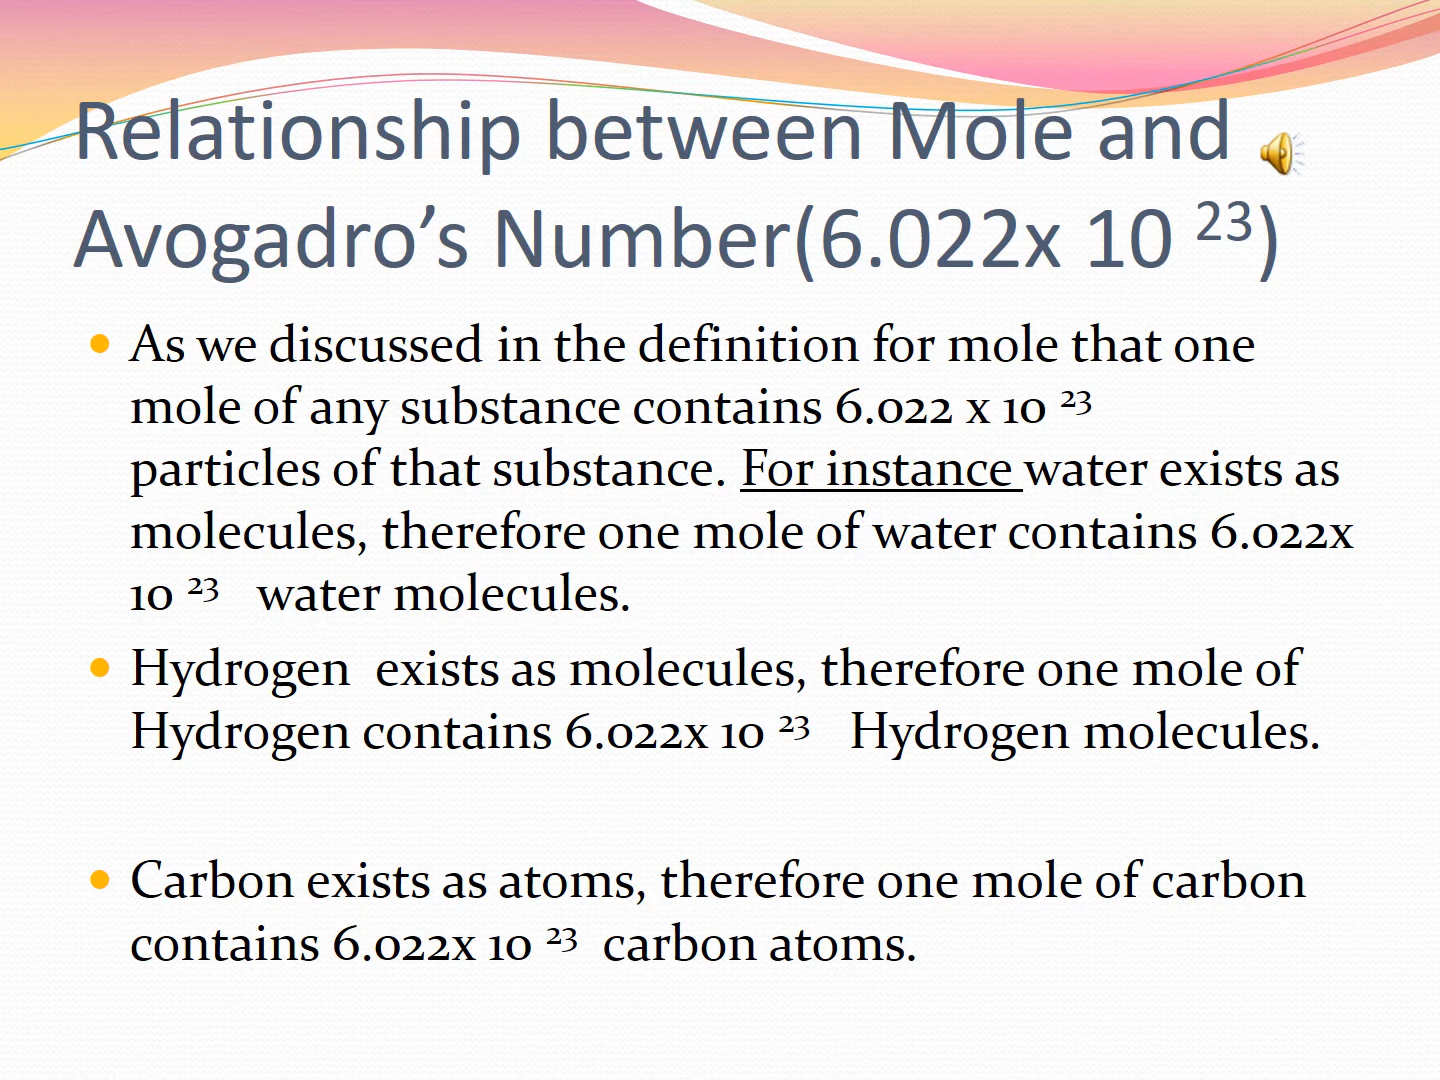 Relationship between Mole and
Avogadro’s Number(6.022x 10 ²³)
• As we discussed in the definition for mole that one
mole of any substance contains 6.022 x 10 ²³
particles of that substance. For instance water exists as
molecules, therefore one mole of water contains 6.022x
10 ²³ water molecules.
• Hydrogen exists as molecules, therefore one mole of
Hydrogen contains 6.022x 10 ²³ Hydrogen molecules.
• Carbon exists as atoms, therefore one mole of carbon
contains 6.022x 10 ²³ carbon atoms.